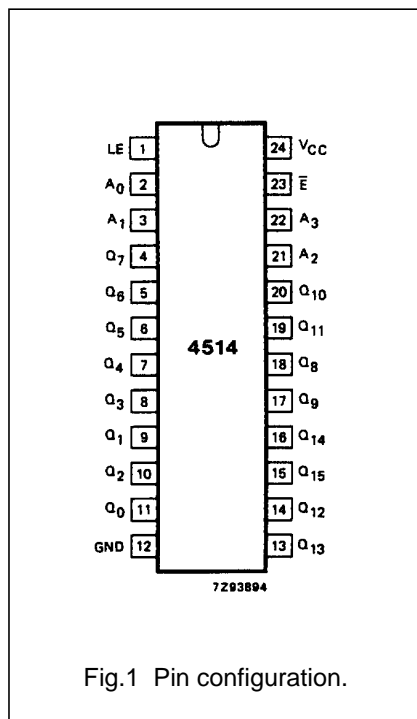 LE 1 24 VCC
A0 2 23 E̅
A1 3 22 A3
Q7 4 21 A2
Q6 5 20 Q10
Q5 6 19 Q11
Q4 7 18 Q8
4514
Q3 8 17 Q9
Q1 9 16 Q14
Q2 10 15 Q15
Q0 11 14 Q12
GND 12 13 Q13
7Z93894
Fig.1 Pin configuration.